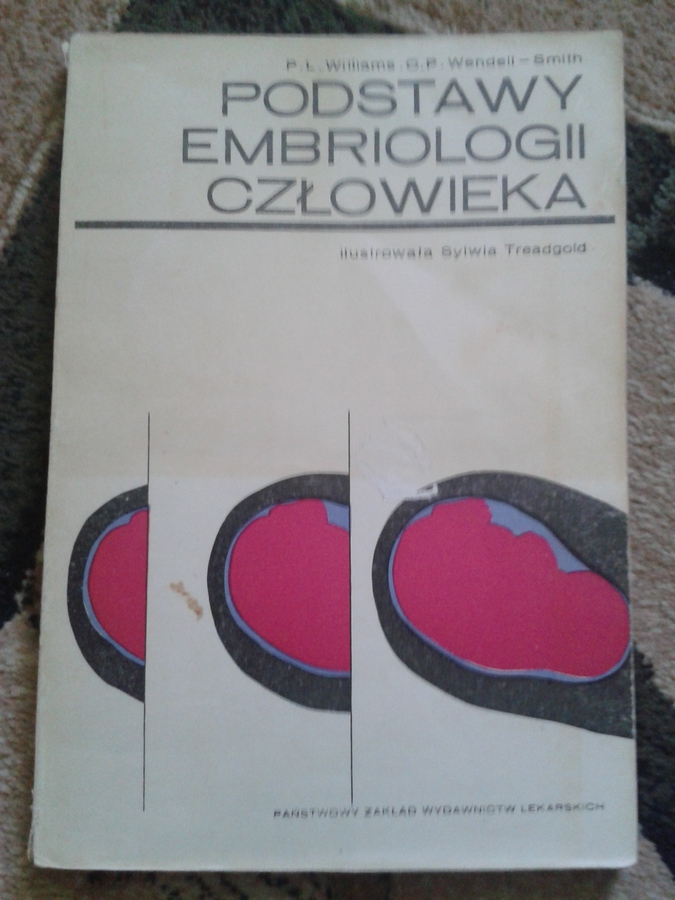 P. L. Williams, C. P. Wendell-Smith
PODSTAWY
EMBRIOLOGII
CZŁOWIEKA
ilustrowała Sylwia Treadgold
PAŃSTWOWY ZAKŁAD WYDAWNICTW LEKARSKICH